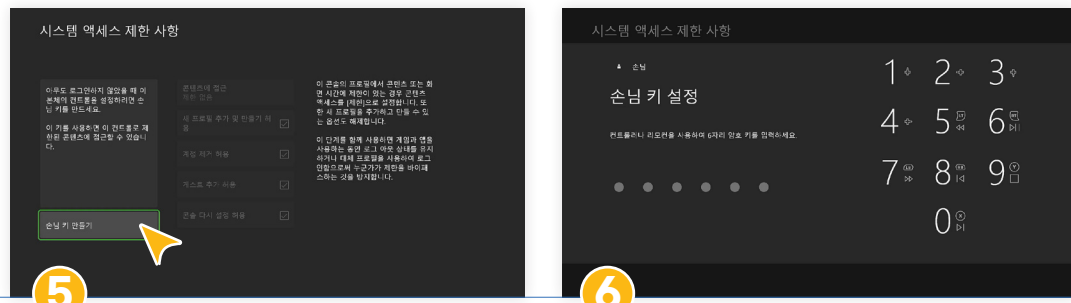 시스템 액세스 제한 사항
아무도 로그인하지 않았을 때 이
본체의 컨트롤을 설정하려면 손
님 키를 만드세요.
이 키를 사용하면 이 컨트롤로 제
한된 콘텐츠에 접근할 수 있습니
다.
손님 키 만들기
콘텐츠에 접근
제한 없음
새 프로필 추가 및 만들기 허
용
계정 제거 허용
게스트 추가 허용
콘솔 다시 설정 허용
이 콘솔의 프로필에서 콘텐츠 또는 화
면 시간에 제한이 있는 경우 콘텐츠
액세스를 [제한]으로 설정합니다. 또
한 새 프로필을 추가하고 만들 수 있
는 옵션도 해제합니다.
이 단계를 함께 사용하면 게임과 앱을
사용하는 동안 로그 아웃 상태를 유지
하거나 대체 프로필을 사용하여 로그
인함으로써 누군가가 제한을 바이패
스하는 것을 방지합니다.
5
시스템 액세스 제한 사항
손님
손님 키 설정
컨트롤러나 리모컨을 사용하여 6자리 암호 키를 입력하세요.
1 2 3
4 5 6
7 8 9
0
6